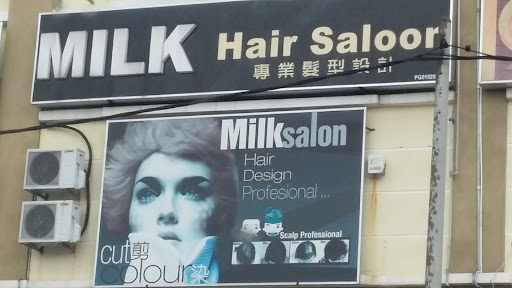 MILK Hair Saloon
專業髮型設計
PG01928
Milksalon
Hair
Design
Profesional...
Scalp Professional
cut剪
colour染